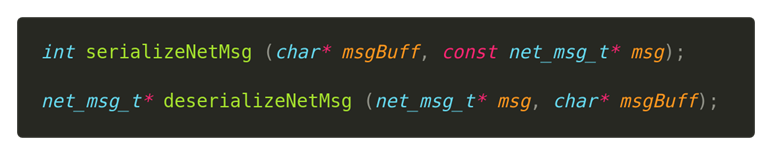 int serializeNetMsg (char* msgBuff, const net_msg_t* msg);
net_msg_t* deserializeNetMsg (net_msg_t* msg, char* msgBuff);